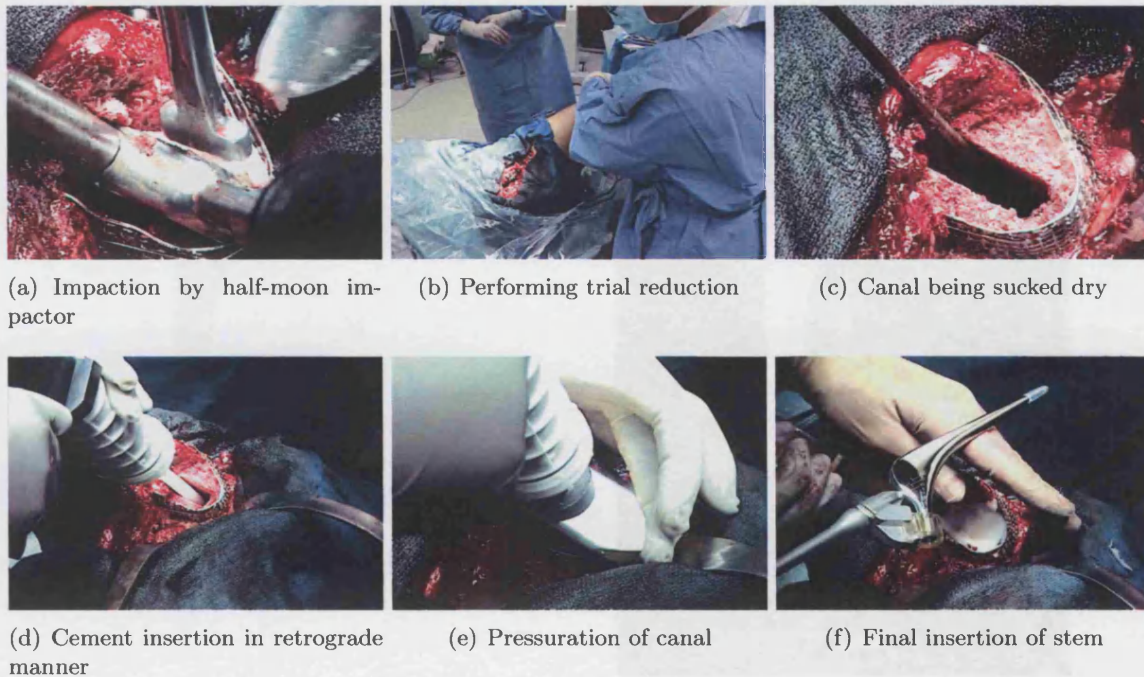 (a) Impaction by half-moon im-
pactor
(b) Performing trial reduction
(c) Canal being sucked dry
(d) Cement insertion in retrograde
manner
(e) Pressuration of canal
(f) Final insertion of stem